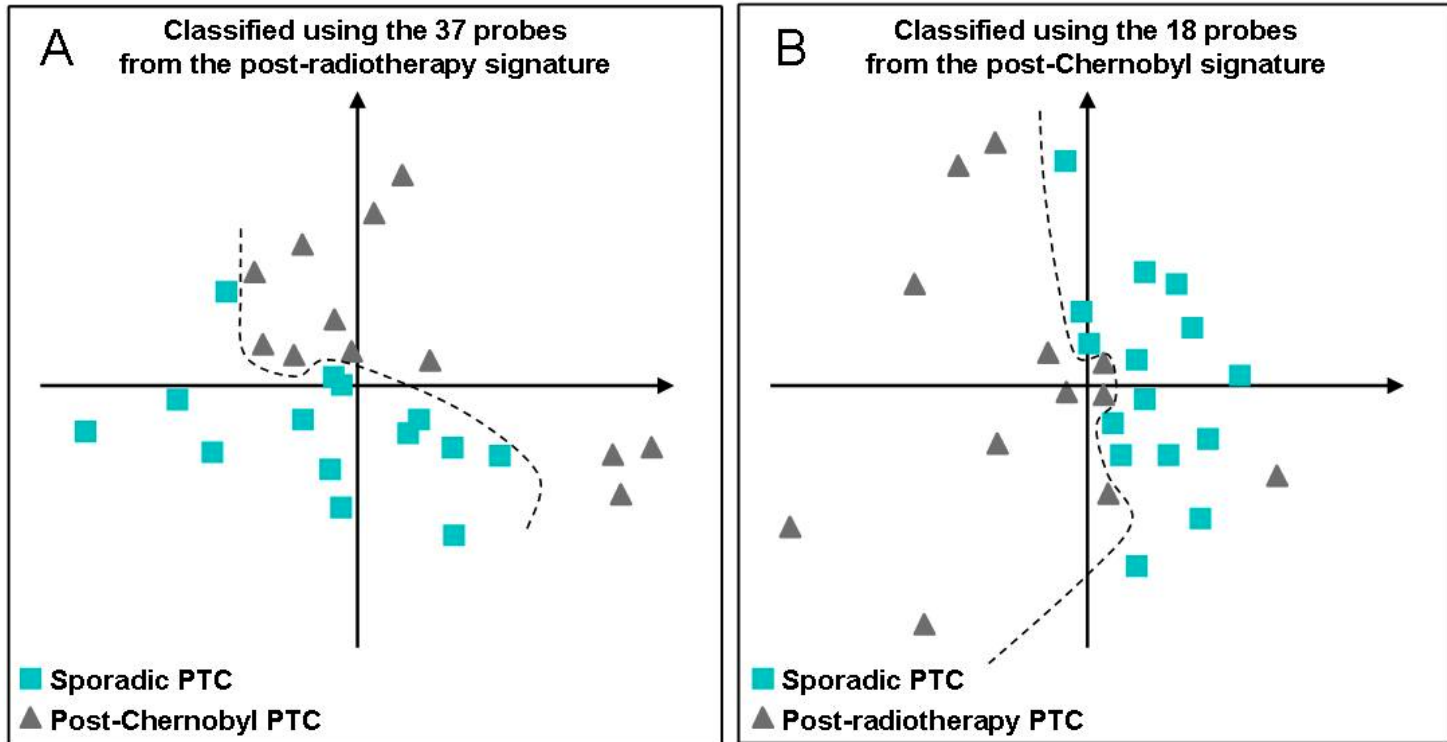 A
Classified using the 37 probes
from the post-radiotherapy signature
Sporadic PTC
Post-Chernobyl PTC
B
Classified using the 18 probes
from the post-Chernobyl signature
Sporadic PTC
Post-radiotherapy PTC